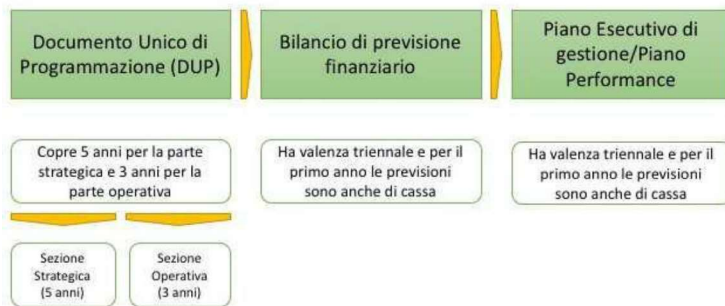 Documento Unico di
Programmazione (DUP)
Bilancio di previsione
finanziario
Piano Esecutivo di
gestione/Piano
Performance
Copre 5 anni per la parte
strategica e 3 anni per la
parte operativa
Ha valenza triennale e per il
primo anno le previsioni
sono anche di cassa
Ha valenza triennale e per il
primo anno le previsioni
sono anche di cassa
Sezione
Strategica
(5 anni)
Sezione
Operativa
(3 anni)